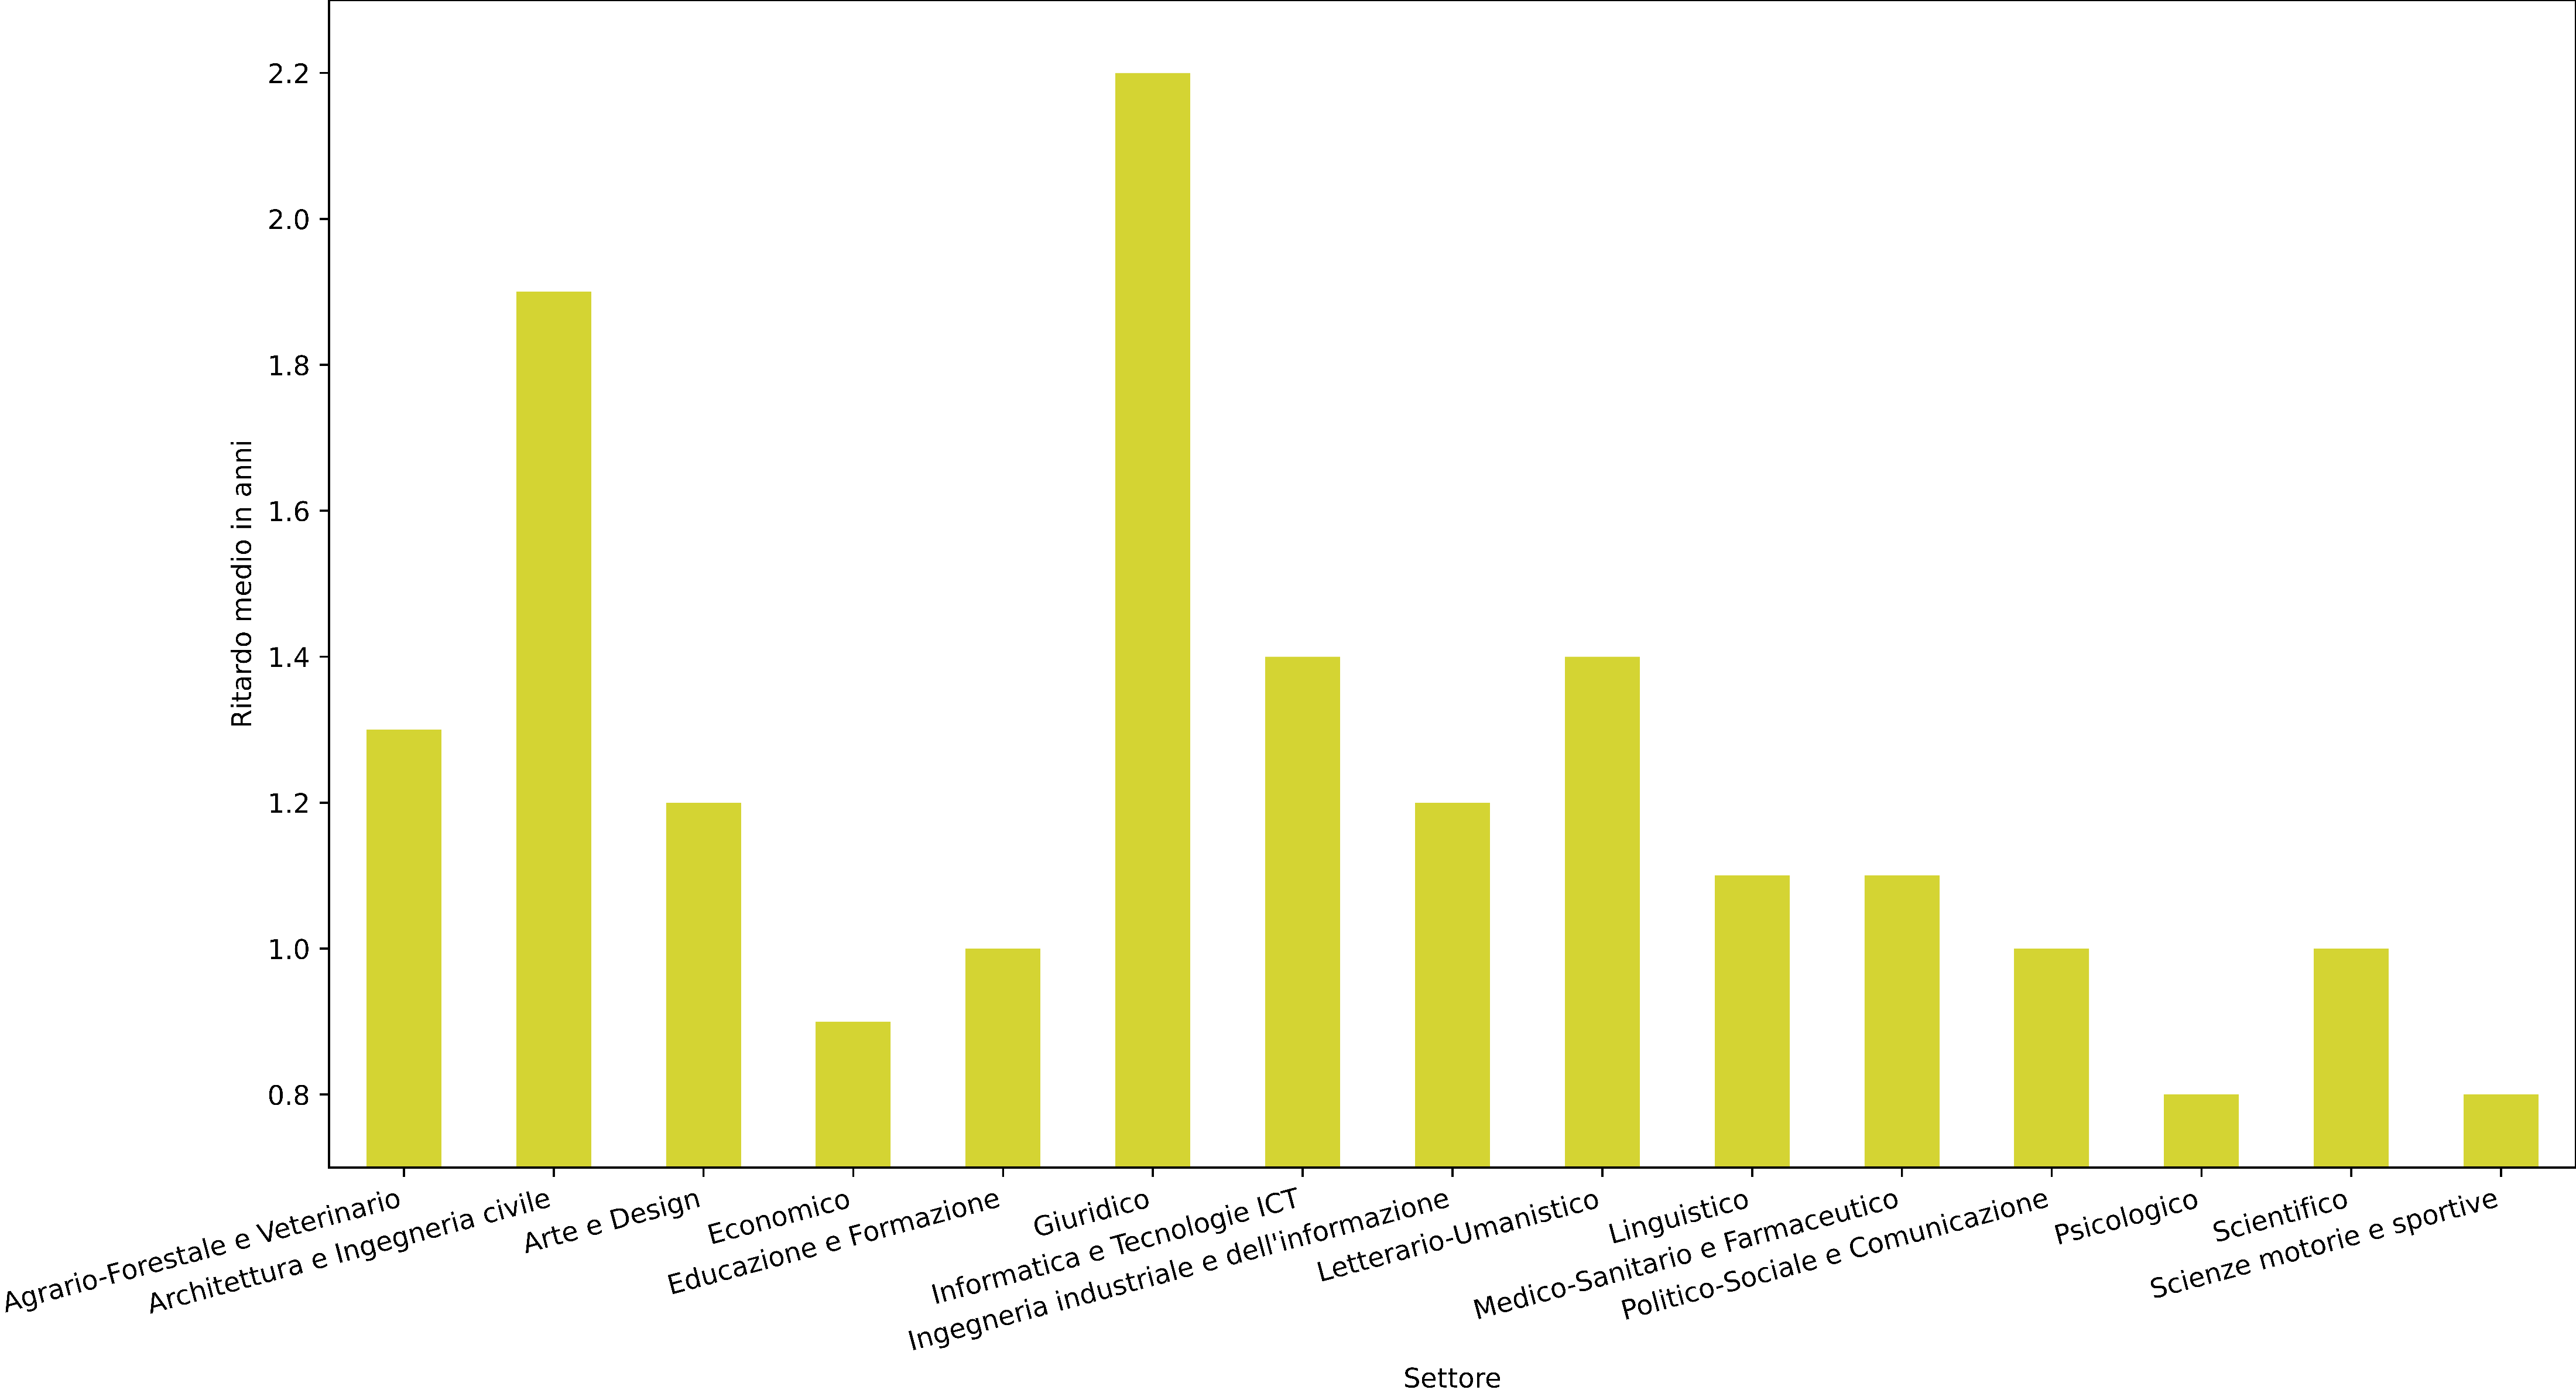 2.2
2.0
1.8
1.6
1.4
1.2
1.0
0.8
Ritardo medio in anni
Agrario-Forestale e Veterinario
Architettura e Ingegneria civile
Arte e Design
Economico
Educazione e Formazione
Giuridico
Informatica e Tecnologie ICT
Ingegneria industriale e dell'informazione
Letterario-Umanistico
Linguistico
Medico-Sanitario e Farmaceutico
Politico-Sociale e Comunicazione
Psicologico
Scientifico
Scienze motorie e sportive
Settore